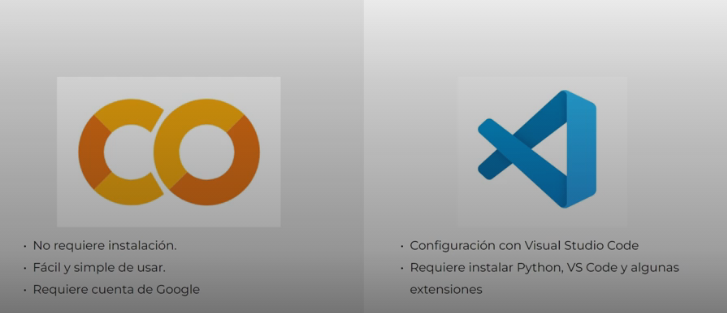 • No requiere instalación.
• Fácil y simple de usar.
• Requiere cuenta de Google
• Configuración con Visual Studio Code
• Requiere instalar Python, VS Code y algunas
extensiones